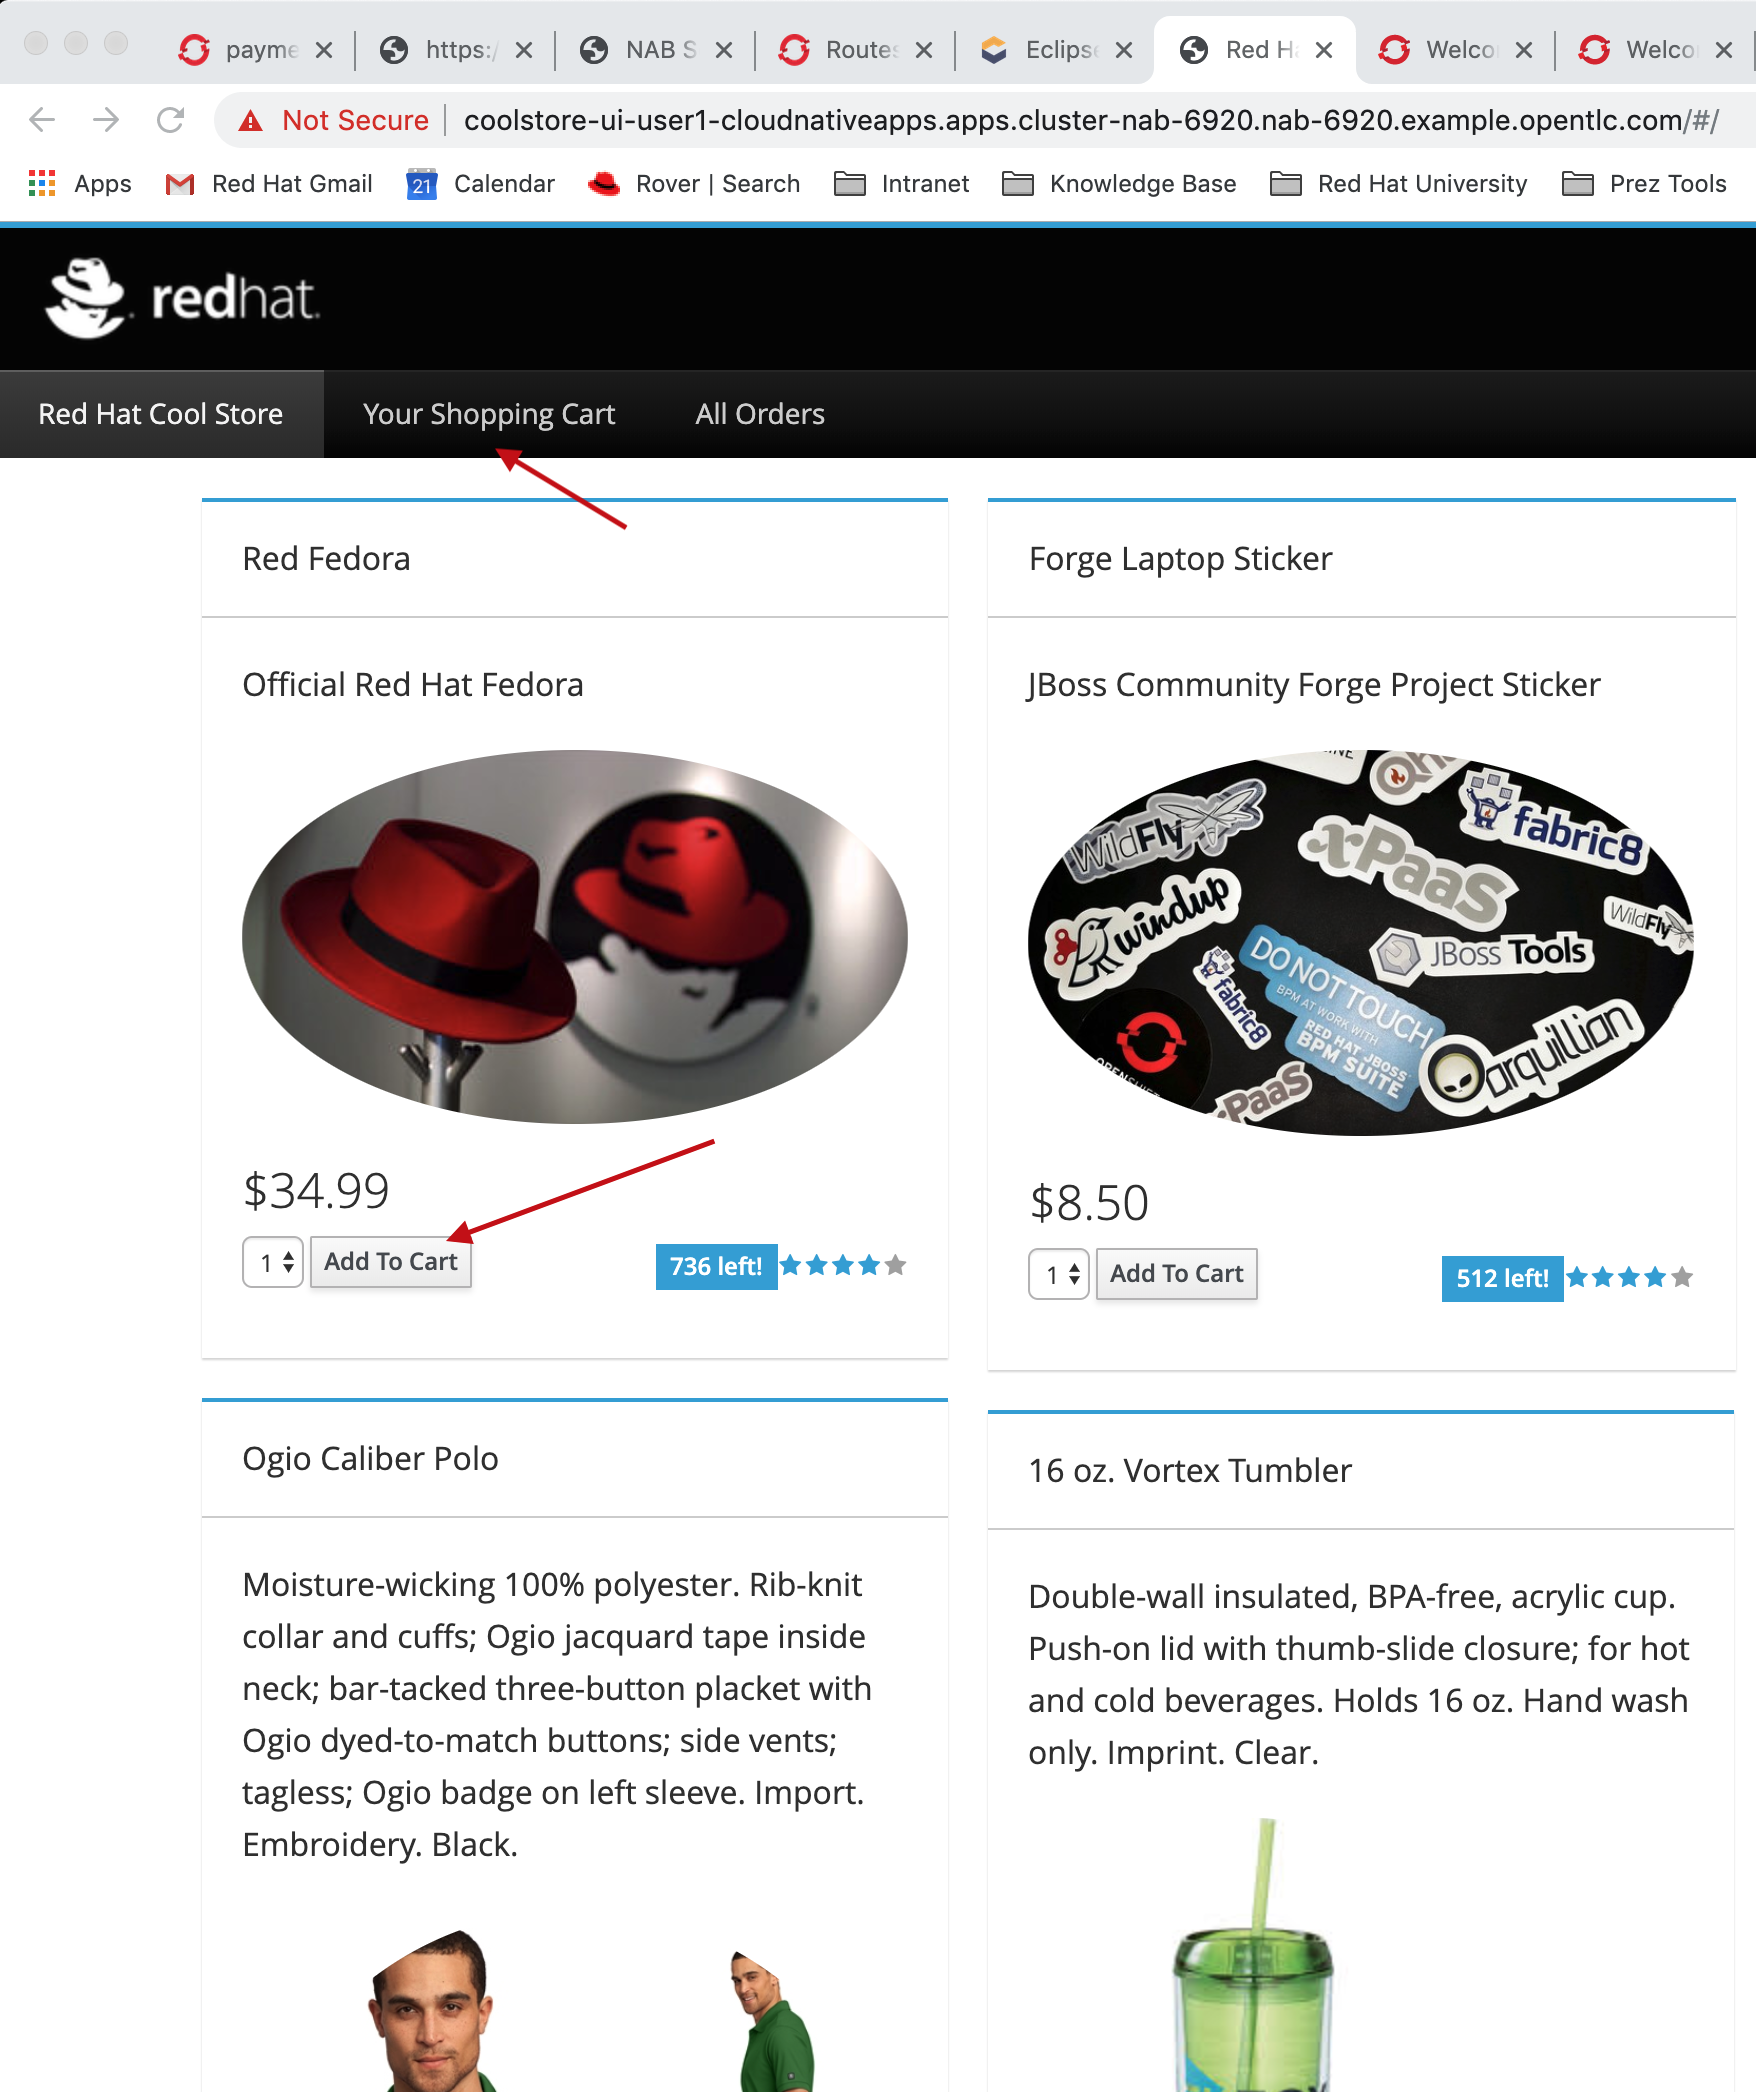 payme
https:/
NAB S
Routes
Eclipse
Red Ha
Welco
Welco
Not Secure
coolstore-ui-user1-cloudnativeapps.apps.cluster-nab-6920.nab-6920.example.opentlc.com/#/
Apps
Red Hat Gmail
21
Calendar
Rover | Search
Intranet
Knowledge Base
Red Hat University
Prez Tools
redhat.
Red Hat Cool Store
Your Shopping Cart
All Orders
Red Fedora
Official Red Hat Fedora
$34.99
1
Add To Cart
736 left!
Forge Laptop Sticker
JBoss Community Forge Project Sticker
WildFly
fabric8
xPaaS
windup
WildFly
JBoss Tools
DO NOT TOUCH
BPM AT WORK WITH
RED HAT JBOSS
BPM SUITE
fabric8
arquillian
OPENSHIFT
xPaaS
$8.50
1
Add To Cart
512 left!
Ogio Caliber Polo
Moisture-wicking 100% polyester. Rib-knit
collar and cuffs; Ogio jacquard tape inside
neck; bar-tacked three-button placket with
Ogio dyed-to-match buttons; side vents;
tagless; Ogio badge on left sleeve. Import.
Embroidery. Black.
16 oz. Vortex Tumbler
Double-wall insulated, BPA-free, acrylic cup.
Push-on lid with thumb-slide closure; for hot
and cold beverages. Holds 16 oz. Hand wash
only. Imprint. Clear.